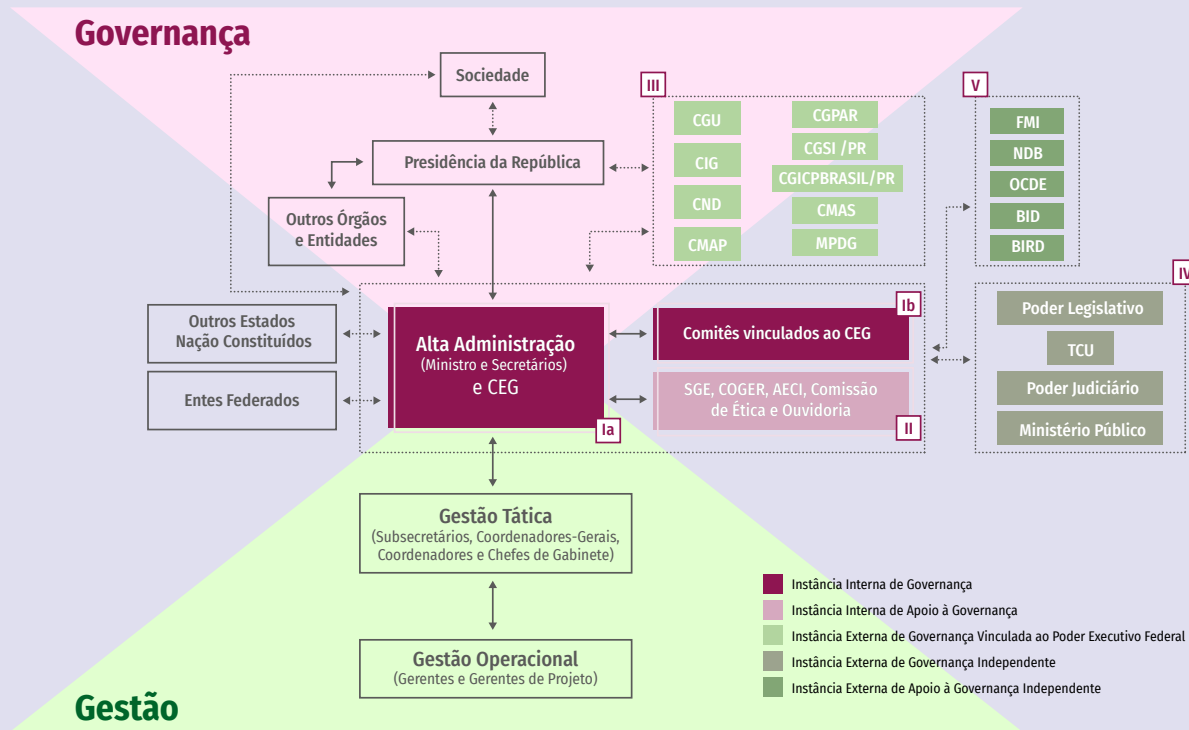 Governança
Sociedade
Presidência da República
Outros Órgãos
e Entidades
III
CGU
CIG
CND
CMAP
CGPAR
CGSI /PR
CGICPBRASIL/PR
CMAS
MPDG
V
FMI
NDB
OCDE
BID
BIRD
Outros Estados
Nação Constituídos
Entes Federados
Alta Administração
(Ministro e Secretários)
e CEG
Ia
Ib
Comitês vinculados ao CEG
SGE, COGER, AECI, Comissão
de Ética e Ouvidoria
II
IV
Poder Legislativo
TCU
Poder Judiciário
Ministério Público
Gestão Tática
(Subsecretários, Coordenadores-Gerais,
Coordenadores e Chefes de Gabinete)
Gestão Operacional
(Gerentes e Gerentes de Projeto)
Instância Interna de Governança
Instância Interna de Apoio à Governança
Instância Externa de Governança Vinculada ao Poder Executivo Federal
Instância Externa de Governança Independente
Instância Externa de Apoio à Governança Independente
Gestão